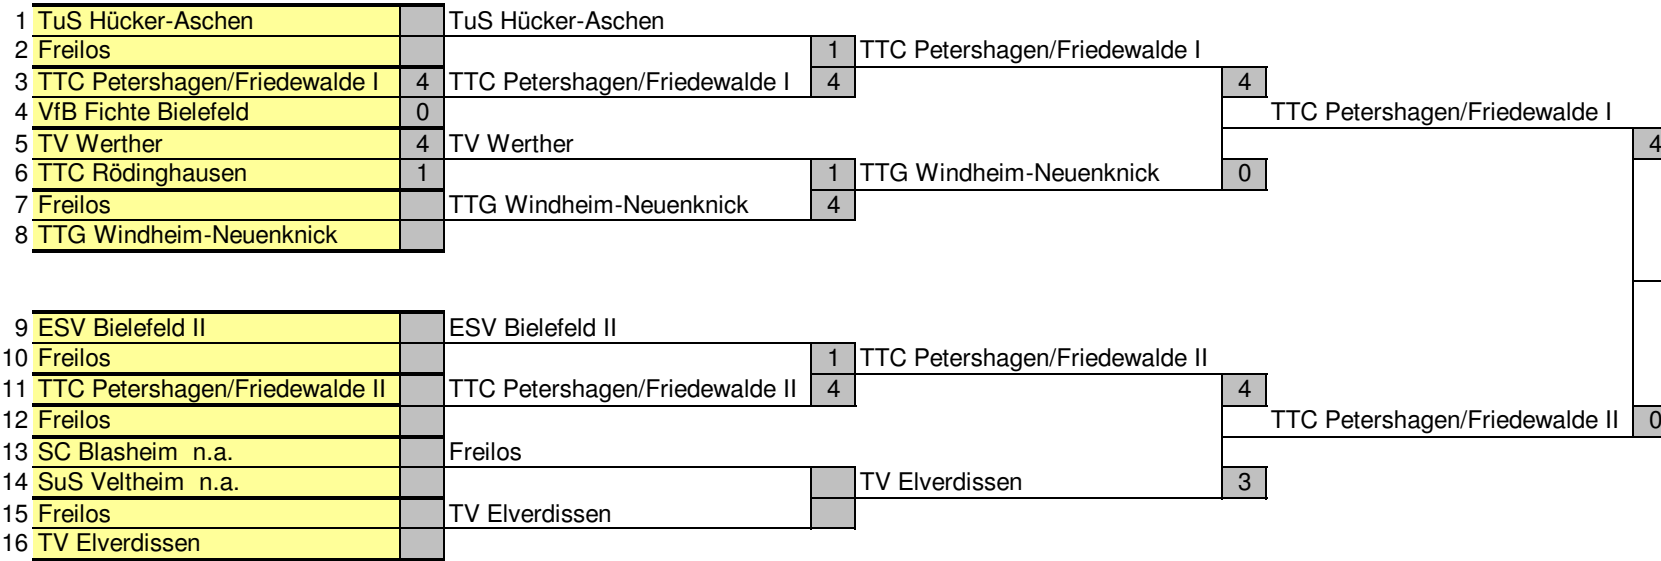 1 TuS Hücker-Aschen TuS Hücker-Aschen
2 Freilos 1 TTC Petershagen/Friedewalde I
3 TTC Petershagen/Friedewalde I 4 TTC Petershagen/Friedewalde I 4 4
4 VfB Fichte Bielefeld 0 TTC Petershagen/Friedewalde I
5 TV Werther 4 TV Werther 4
6 TTC Rödinghausen 1 1 TTG Windheim-Neuenknick 0
7 Freilos TTG Windheim-Neuenknick 4
8 TTG Windheim-Neuenknick
9 ESV Bielefeld II ESV Bielefeld II
10 Freilos 1 TTC Petershagen/Friedewalde II
11 TTC Petershagen/Friedewalde II TTC Petershagen/Friedewalde II 4 4
12 Freilos TTC Petershagen/Friedewalde II 0
13 SC Blasheim n.a. Freilos
14 SuS Veltheim n.a. TV Elverdissen 3
15 Freilos TV Elverdissen
16 TV Elverdissen